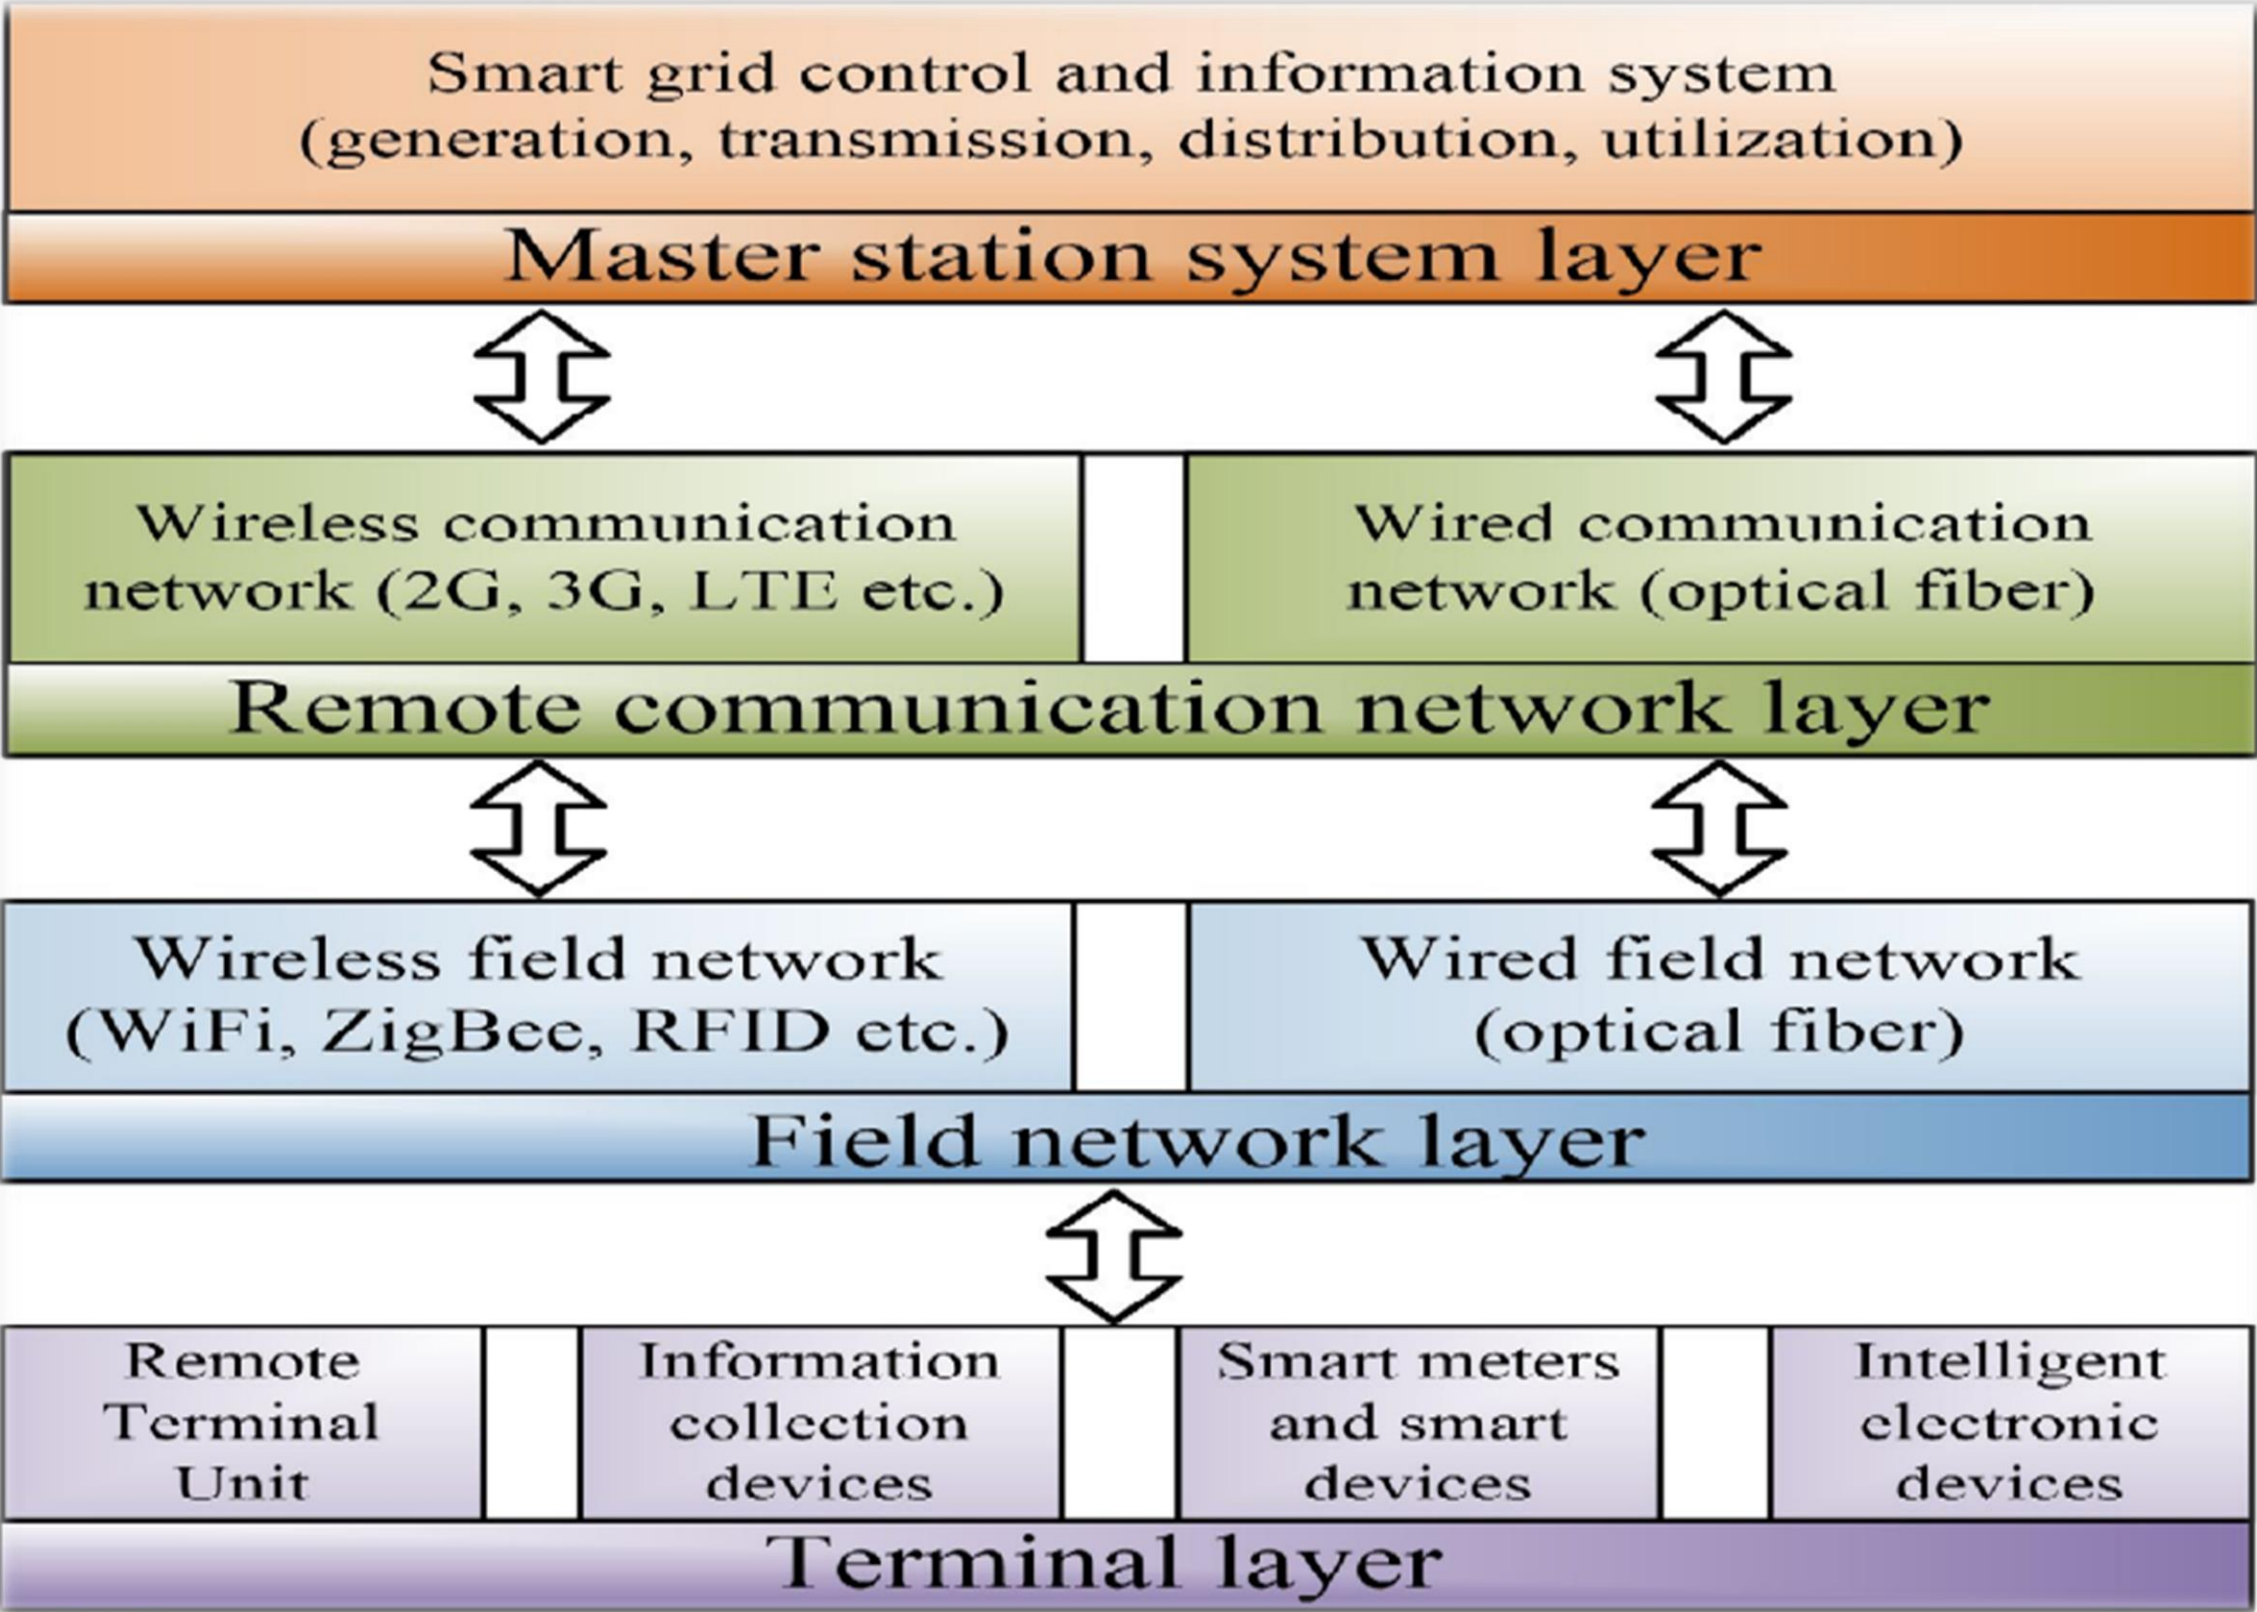 Smart grid control and information system
(generation, transmission, distribution, utilization)
Master station system layer
Wireless communication
network (2G, 3G, LTE etc.)
Wired communication
network (optical fiber)
Remote communication network layer
Wireless field network
(WiFi, ZigBee, RFID etc.)
Wired field network
(optical fiber)
Field network layer
Remote
Terminal
Unit
Information
collection
devices
Smart meters
and smart
devices
Intelligent
electronic
devices
Terminal layer